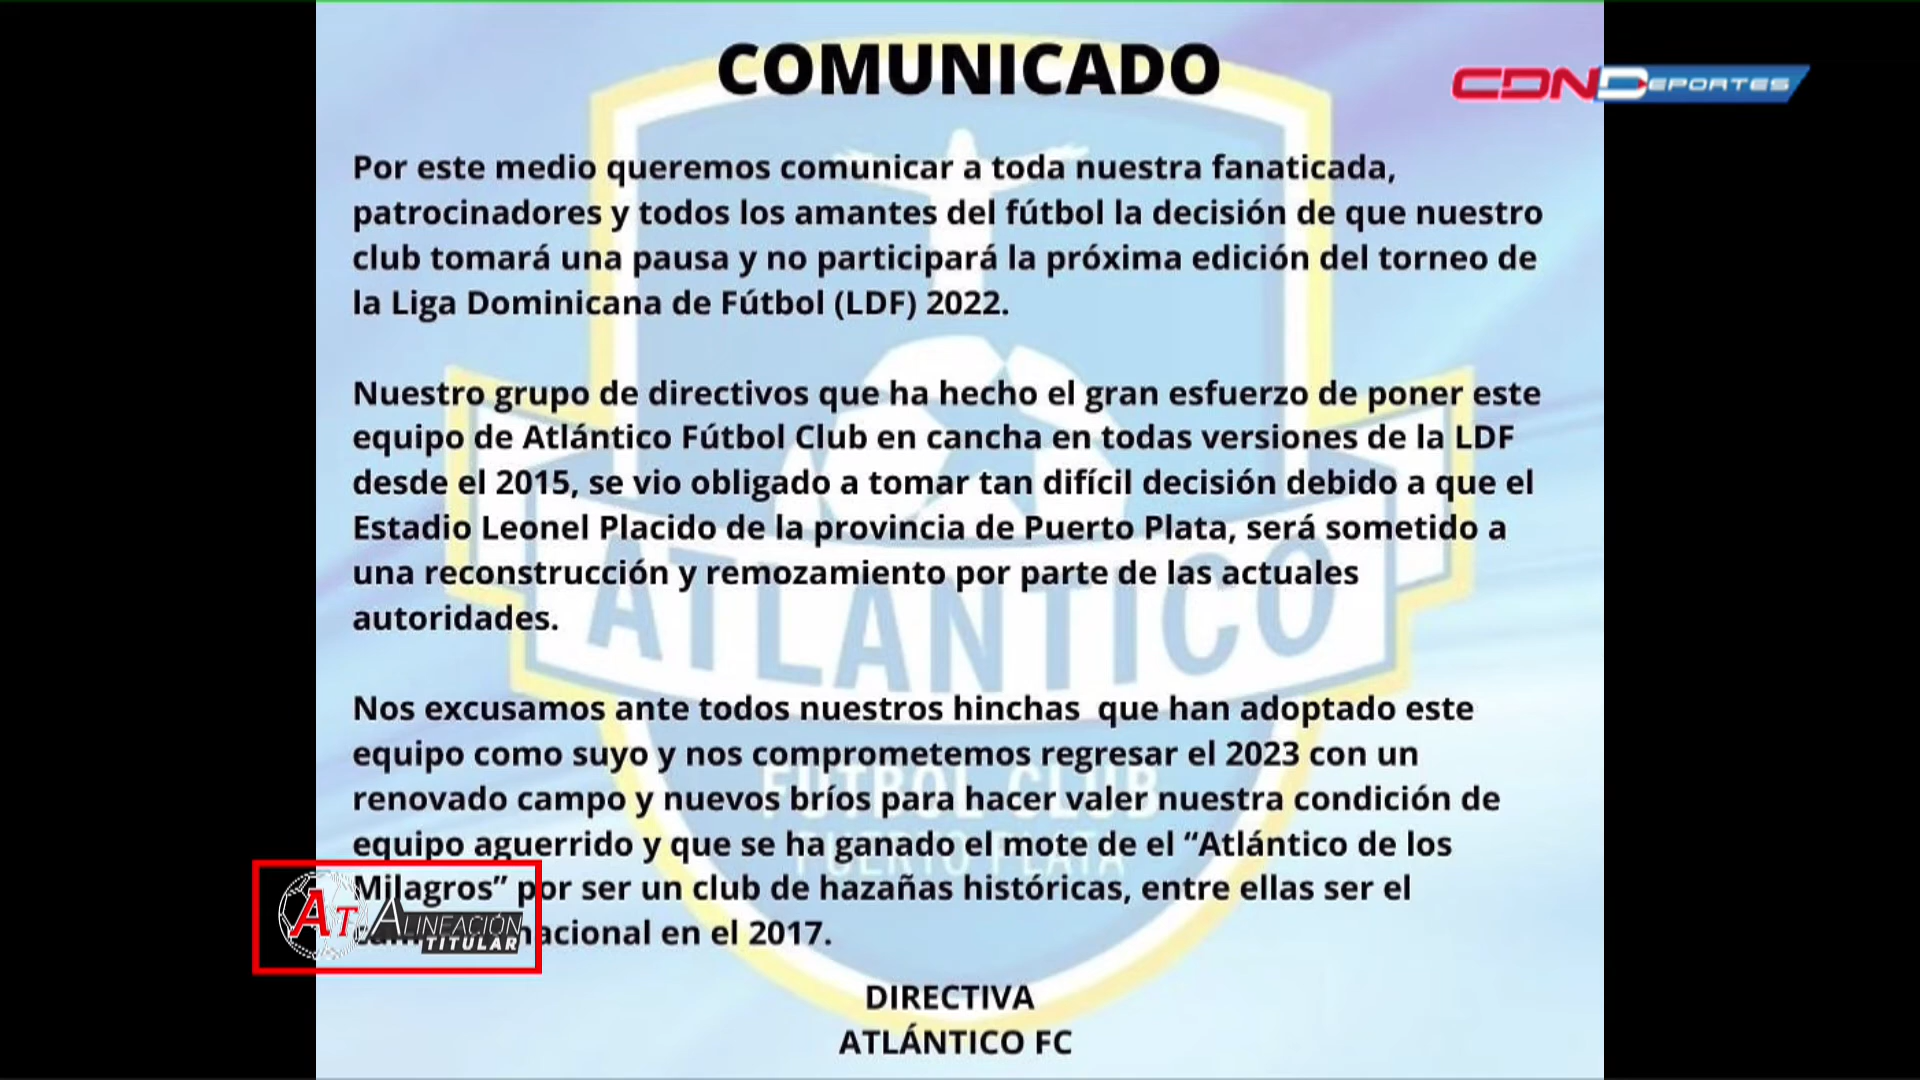 COMUNICADO
CDN DEPORTES
Por este medio queremos comunicar a toda nuestra fanaticada,
patrocinadores y todos los amantes del fútbol la decisión de que nuestro
club tomará una pausa y no participará la próxima edición del torneo de
la Liga Dominicana de Fútbol (LDF) 2022.
Nuestro grupo de directivos que ha hecho el gran esfuerzo de poner este
equipo de Atlántico Fútbol Club en cancha en todas versiones de la LDF
desde el 2015, se vio obligado a tomar tan difícil decisión debido a que el
Estadio Leonel Placido de la provincia de Puerto Plata, será sometido a
una reconstrucción y remozamiento por parte de las actuales
autoridades.
Nos excusamos ante todos nuestros hinchas que han adoptado este
equipo como suyo y nos comprometemos regresar el 2023 con un
renovado campo y nuevos bríos para hacer valer nuestra condición de
equipo aguerrido y que se ha ganado el mote de el “Atlántico de los
Milagros” por ser un club de hazañas históricas, entre ellas ser el
nacional en el 2017.
DIRECTIVA
ATLÁNTICO FC
ATLÁNTICO
FUTBOL CLUB
PUERTO PLATA
AT ALINEACIÓN
TITULAR